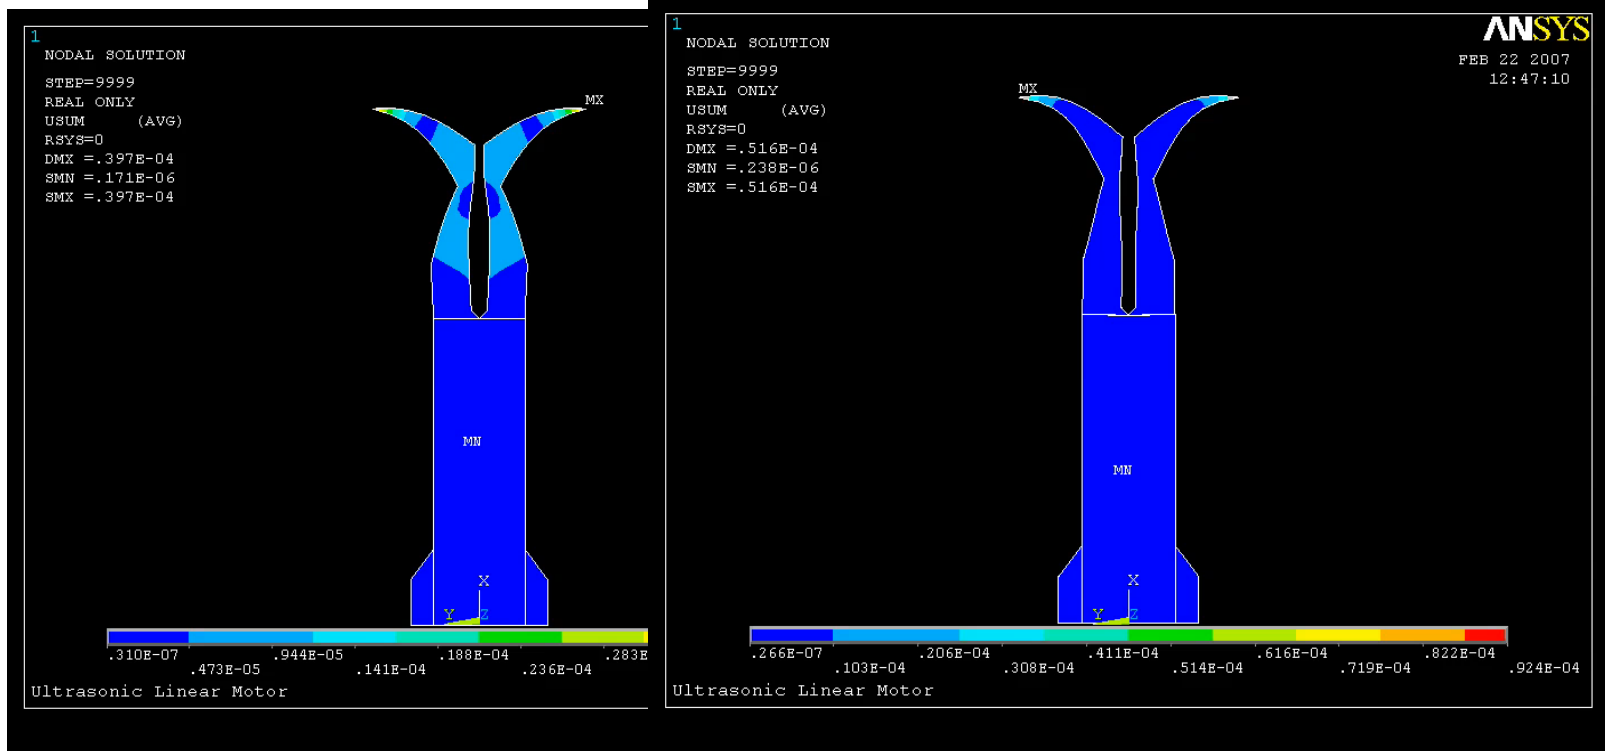 1
NODAL SOLUTION
STEP=9999
REAL ONLY
USUM (AVG)
RSYS=0
DMX =.397E-04
SMN =.171E-06
SMX =.397E-04
MX
MN
X
Y Z
.310E-07 .944E-05 .188E-04 .283E
.473E-05 .141E-04 .236E-04
Ultrasonic Linear Motor
1
ANSYS
NODAL SOLUTION
FEB 22 2007
12:47:10
STEP=9999
REAL ONLY
USUM (AVG)
RSYS=0
DMX =.516E-04
SMN =.238E-06
SMX =.516E-04
MX
MN
X
Y Z
.266E-07 .206E-04 .411E-04 .616E-04 .822E-04
.103E-04 .308E-04 .514E-04 .719E-04 .924E-04
Ultrasonic Linear Motor